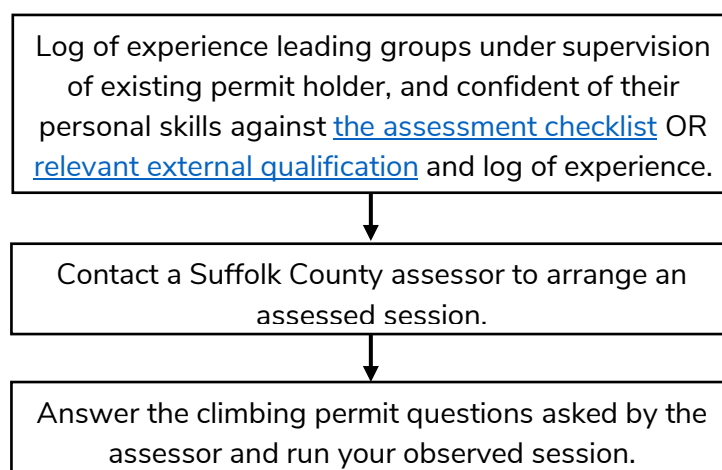 Log of experience leading groups under supervision
of existing permit holder, and confident of their
personal skills against the assessment checklist OR
relevant external qualification and log of experience.
Contact a Suffolk County assessor to arrange an
assessed session.
Answer the climbing permit questions asked by the
assessor and run your observed session.